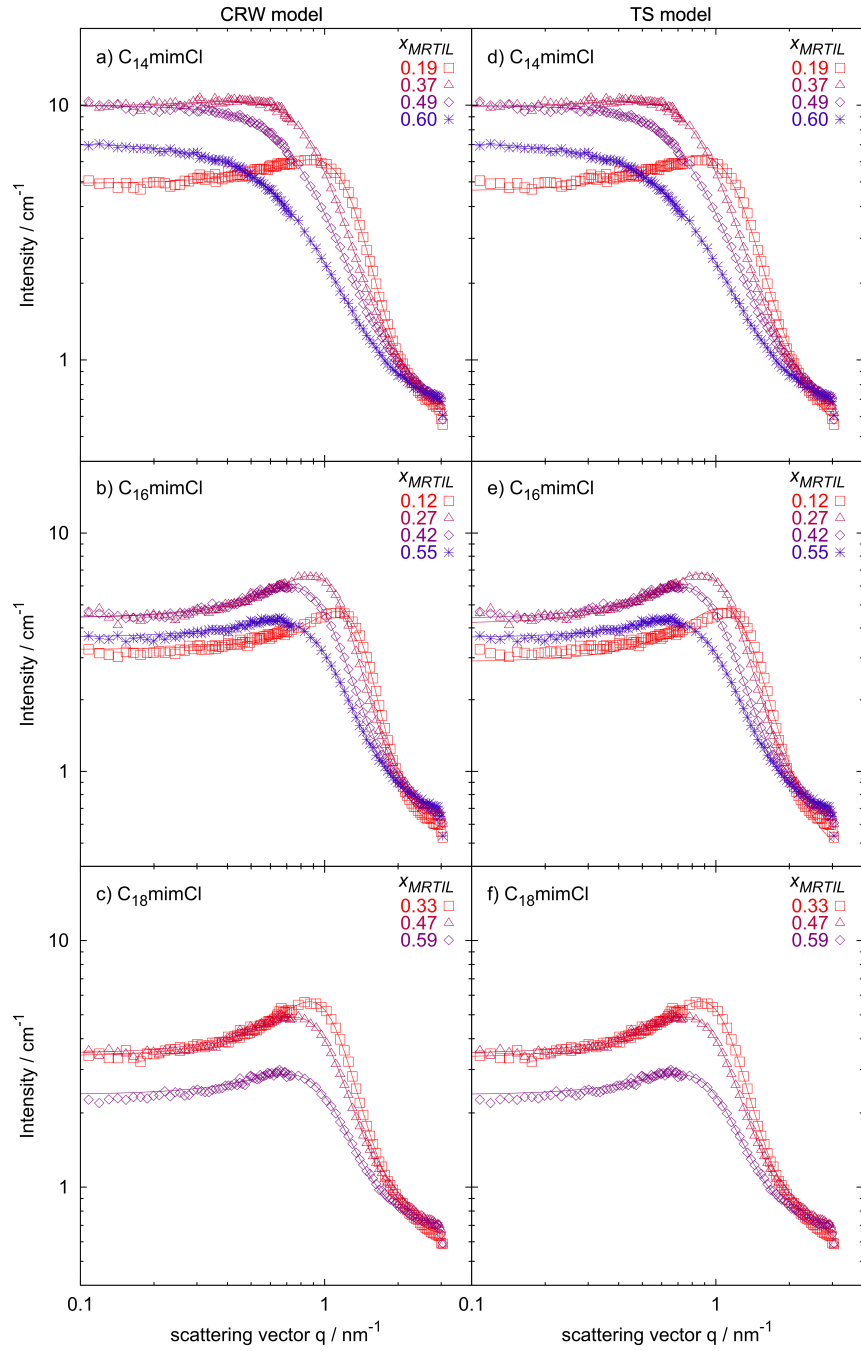 CRW model
TS model
a) C14mimCl
xMRTIL
0.19
0.37
0.49
0.60
d) C14mimCl
xMRTIL
0.19
0.37
0.49
0.60
10
1
Intensity / cm-1
b) C16mimCl
xMRTIL
0.12
0.27
0.42
0.55
e) C16mimCl
xMRTIL
0.12
0.27
0.42
0.55
10
1
Intensity / cm-1
c) C18mimCl
xMRTIL
0.33
0.47
0.59
f) C18mimCl
xMRTIL
0.33
0.47
0.59
10
1
Intensity / cm-1
0.1
1
0.1
1
scattering vector q / nm-1
scattering vector q / nm-1